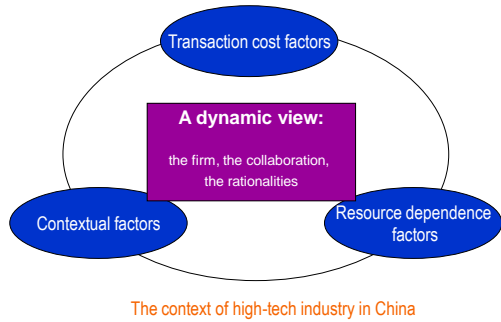 Transaction cost factors
A dynamic view:
the firm, the collaboration,
the rationalities
Contextual factors
Resource dependence
factors
The context of high-tech industry in China